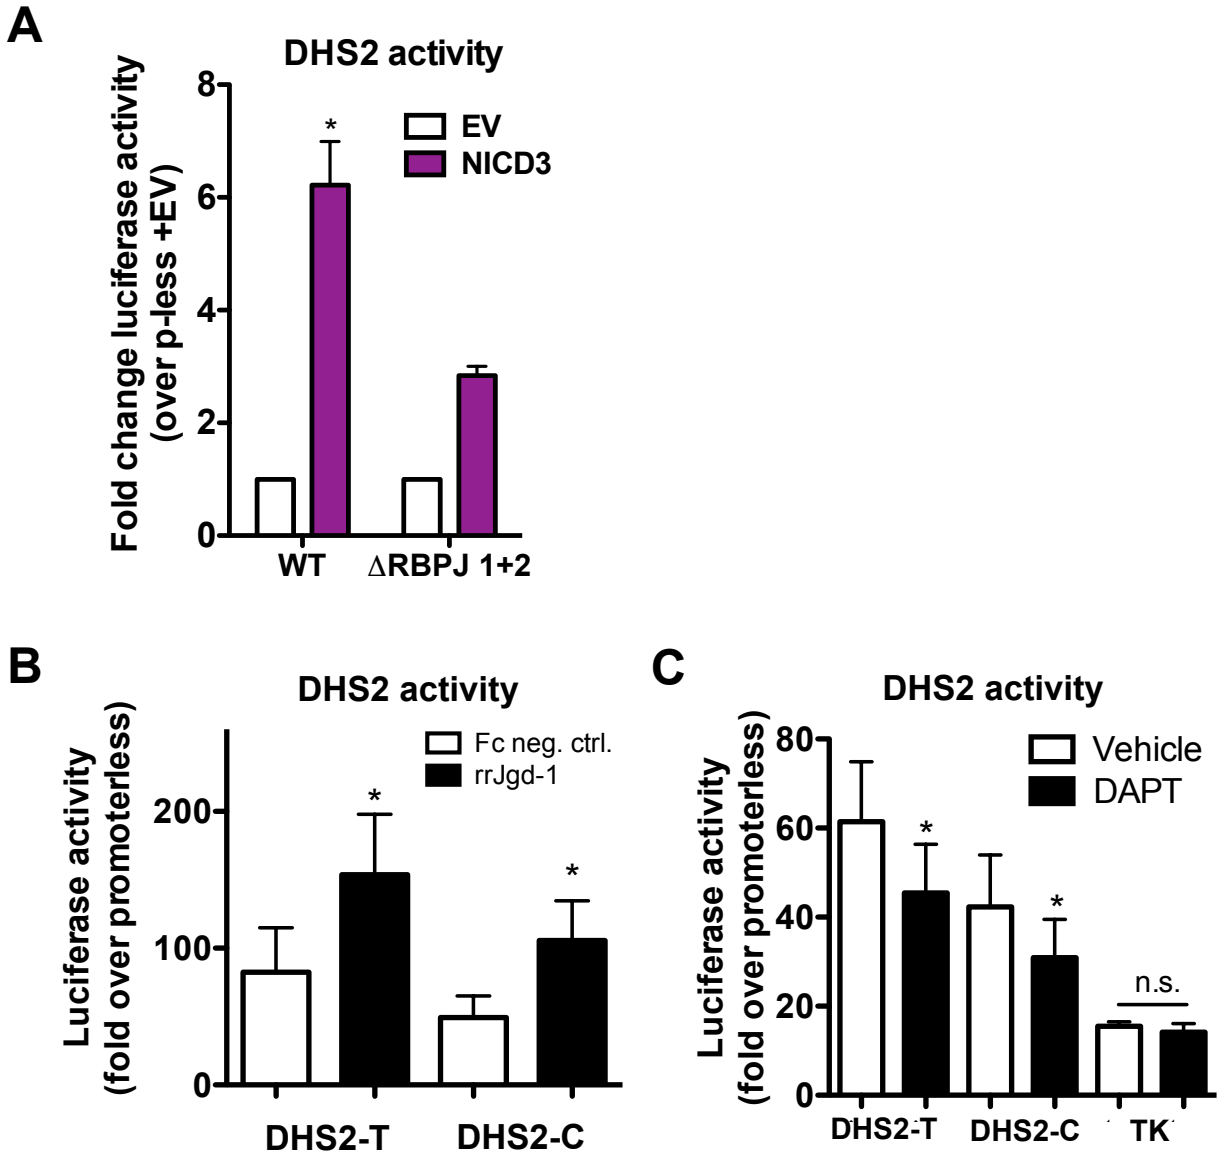 A
DHS2 activity
Fold change luciferase activity
(over p-less +EV)
8
6
4
2
0
*
EV
NICD3
WT
ΔRBPJ 1+2
B
DHS2 activity
Luciferase activity
(fold over promoterless)
200
100
0
Fc neg. ctrl.
rrJgd-1
*
*
DHS2-T
DHS2-C
C
DHS2 activity
Luciferase activity
(fold over promoterless)
80
60
40
20
0
Vehicle
DAPT
*
*
n.s.
DHS2-T
DHS2-C
TK